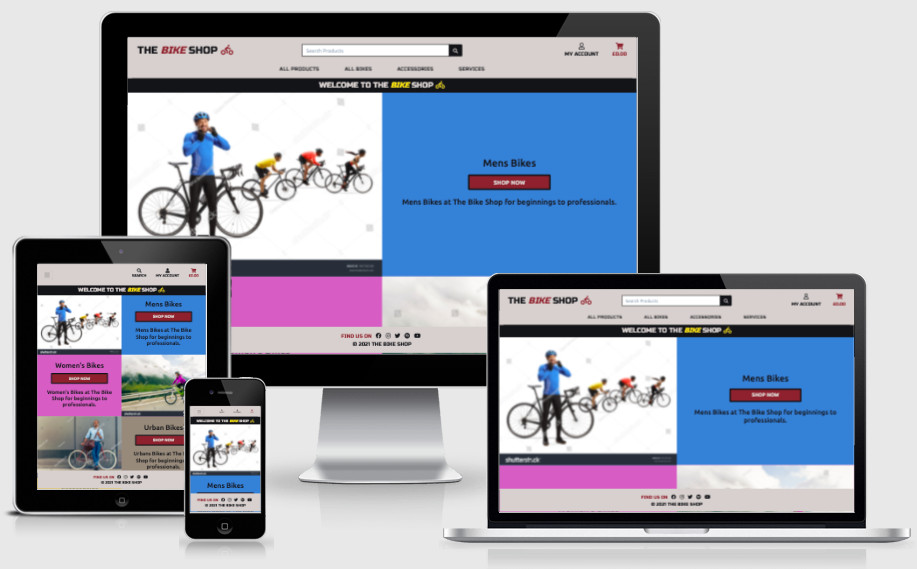 THE BIKE SHOP
Search Products
MY ACCOUNT
£0.00
ALL PRODUCTS
ALL BIKES
ACCESSORIES
SERVICES
WELCOME TO THE BIKE SHOP
Mens Bikes
SHOP NOW
Mens Bikes at The Bike Shop for beginnings to professionals.
FIND US ON
© 2021 THE BIKE SHOP
SEARCH
MY ACCOUNT
£0.00
WELCOME TO THE BIKE SHOP
Mens Bikes
SHOP NOW
Mens Bikes at The Bike
Shop for beginnings to
professionals.
Women's Bikes
SHOP NOW
Women's Bikes at The Bike
Shop for beginnings to
professionals.
Urban Bikes
SHOP NOW
Urbans Bikes at The Bike
Shop for beginnings to
professionals.
FIND US ON
© 2021 THE BIKE SHOP
WELCOME TO THE BIKE SHOP
Mens Bikes
FIND US ON
© 2021 THE BIKE SHOP
THE BIKE SHOP
Search Products
MY ACCOUNT
£0.00
ALL PRODUCTS
ALL BIKES
ACCESSORIES
SERVICES
WELCOME TO THE BIKE SHOP
shutterstock
Mens Bikes
SHOP NOW
Mens Bikes at The Bike Shop for beginnings to
professionals.
FIND US ON
© 2021 THE BIKE SHOP